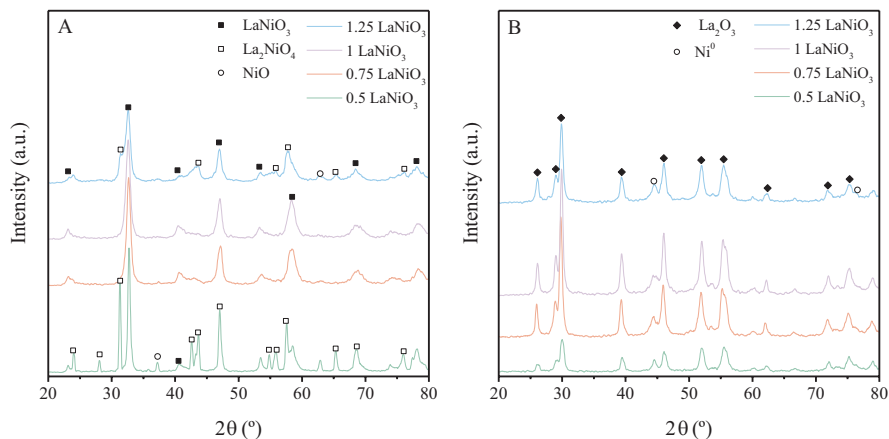 A
LaNiO₃
La₂NiO₄
NiO
1.25 LaNiO₃
1 LaNiO₃
0.75 LaNiO₃
0.5 LaNiO₃
Intensity (a.u.)
20 30 40 50 60 70 80
2θ (º)
B
La₂O₃
Ni⁰
1.25 LaNiO₃
1 LaNiO₃
0.75 LaNiO₃
0.5 LaNiO₃
Intensity (a.u.)
20 30 40 50 60 70 80
2θ (º)